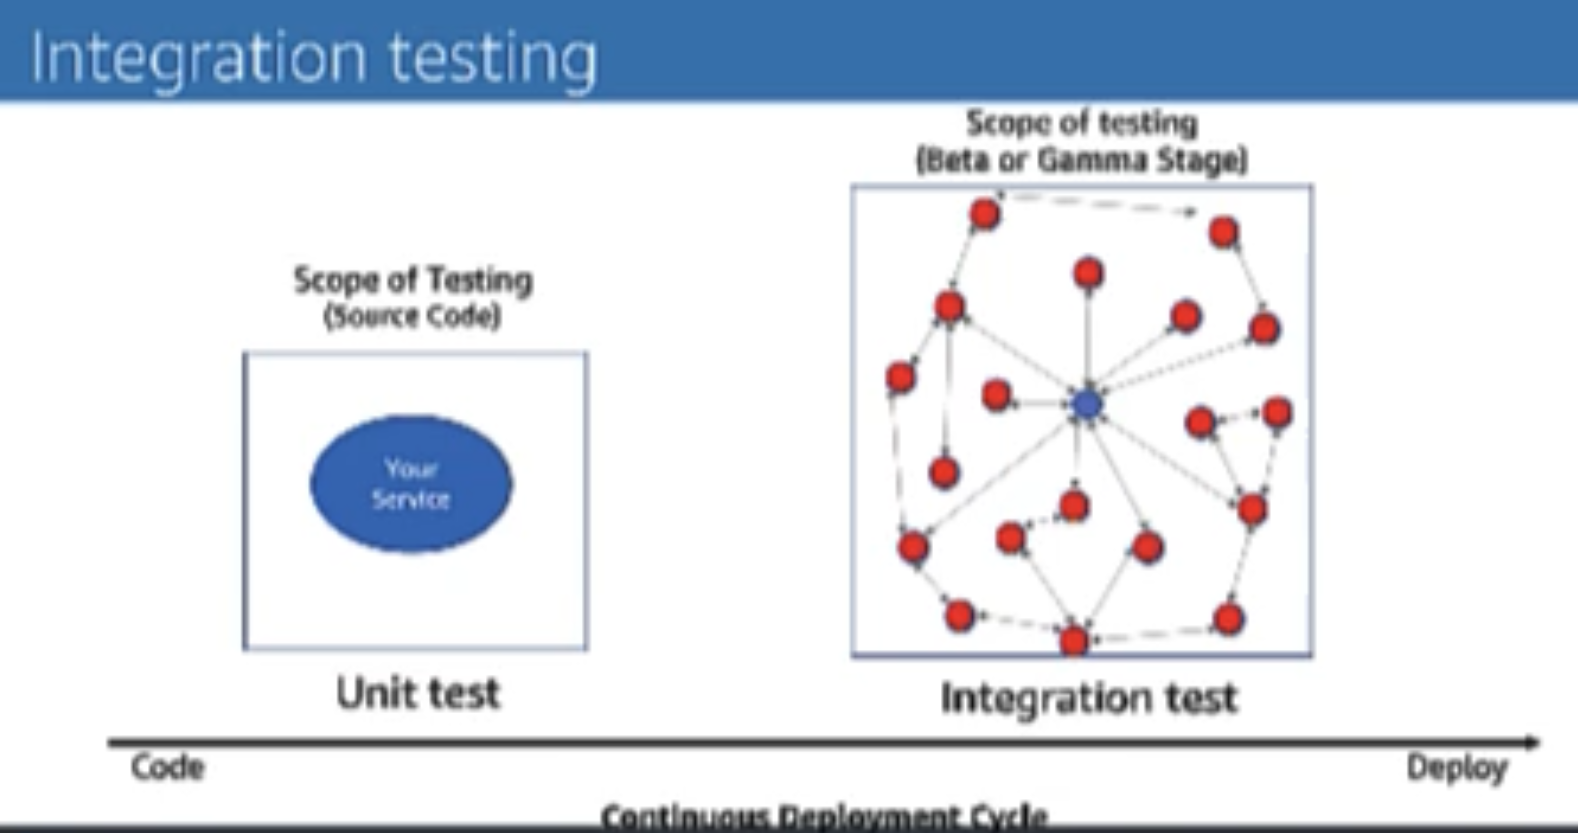 Integration testing
Scope of Testing
(Source Code)
Your
Service
Unit test
Scope of testing
(Beta or Gamma Stage)
Integration test
Code
Deploy
Continuous Deployment Cycle